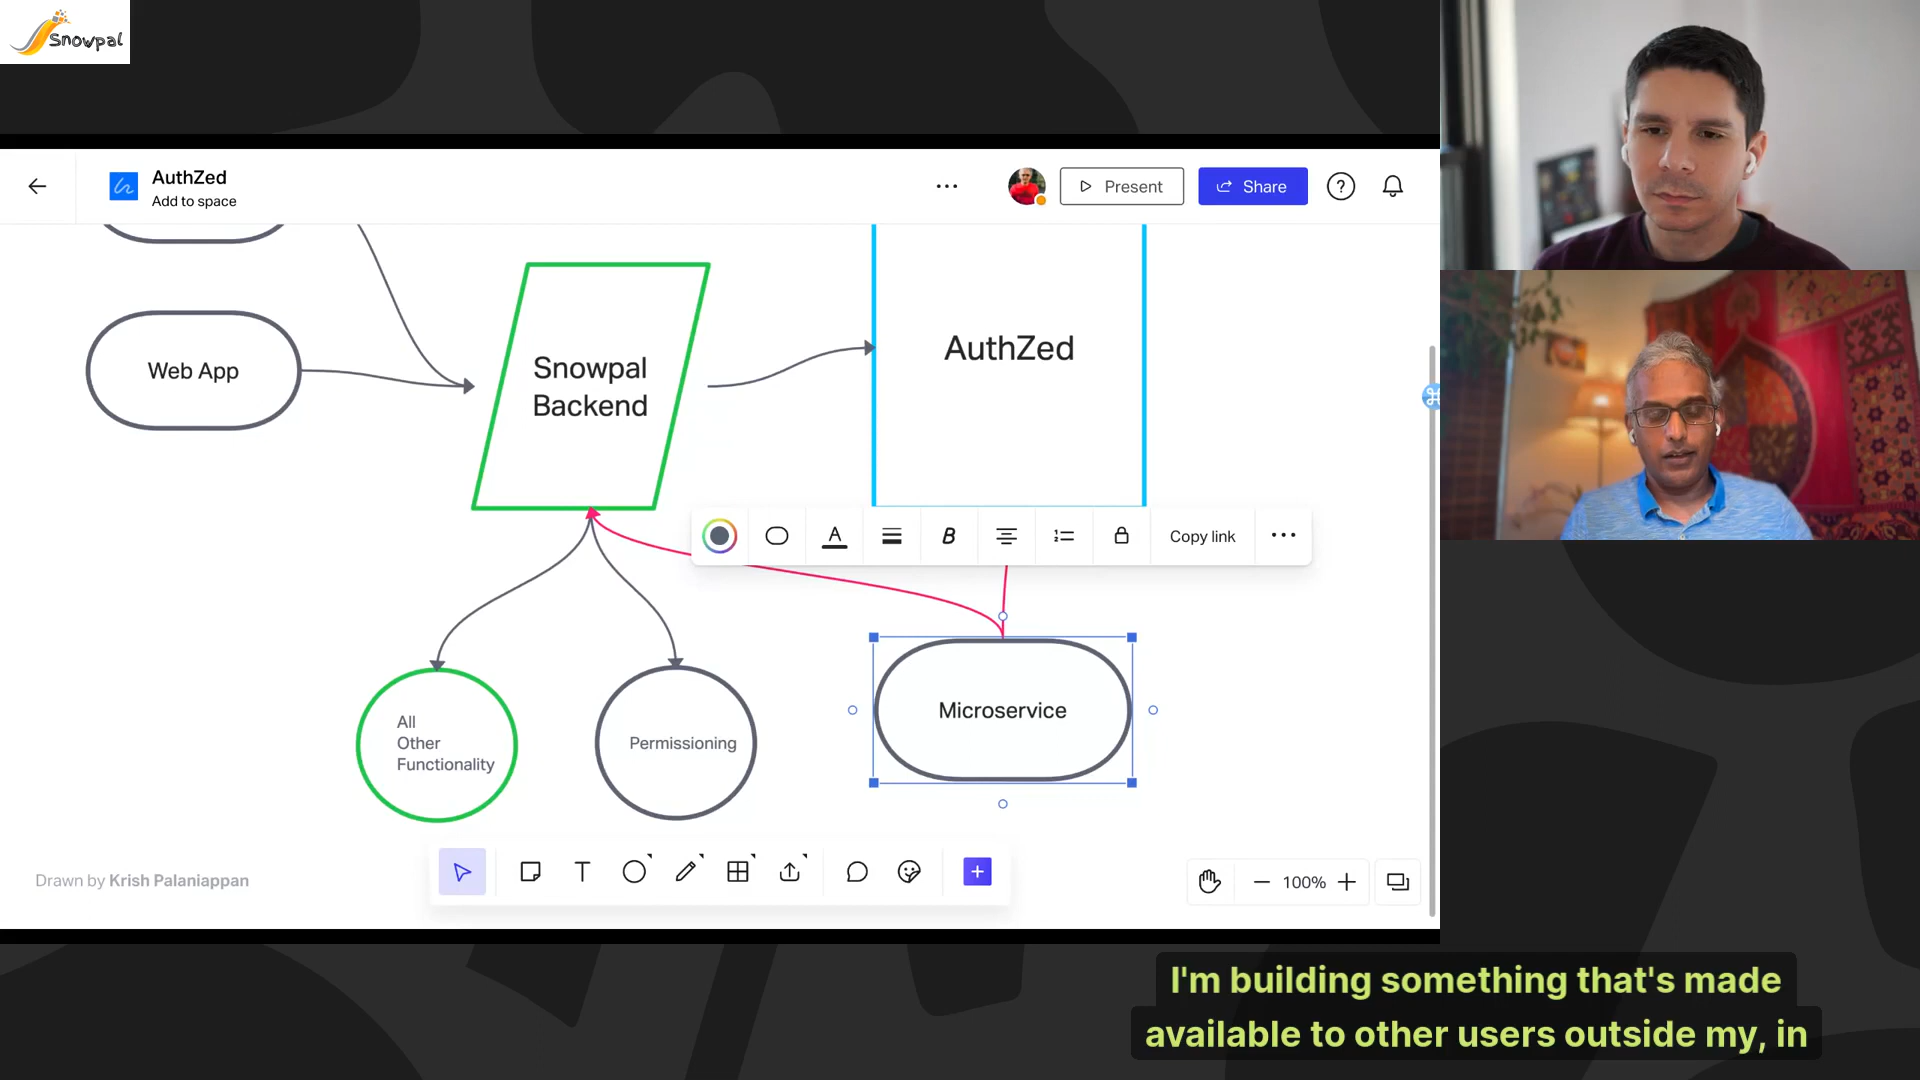 Snowpal
AuthZed
Add to space
Present
Share
?
Web App
Snowpal
Backend
AuthZed
A
B
Copy link
All
Other
Functionality
Permissioning
Microservice
T
Drawn by Krish Palaniappan
100%
I'm building something that's made
available to other users outside my, in